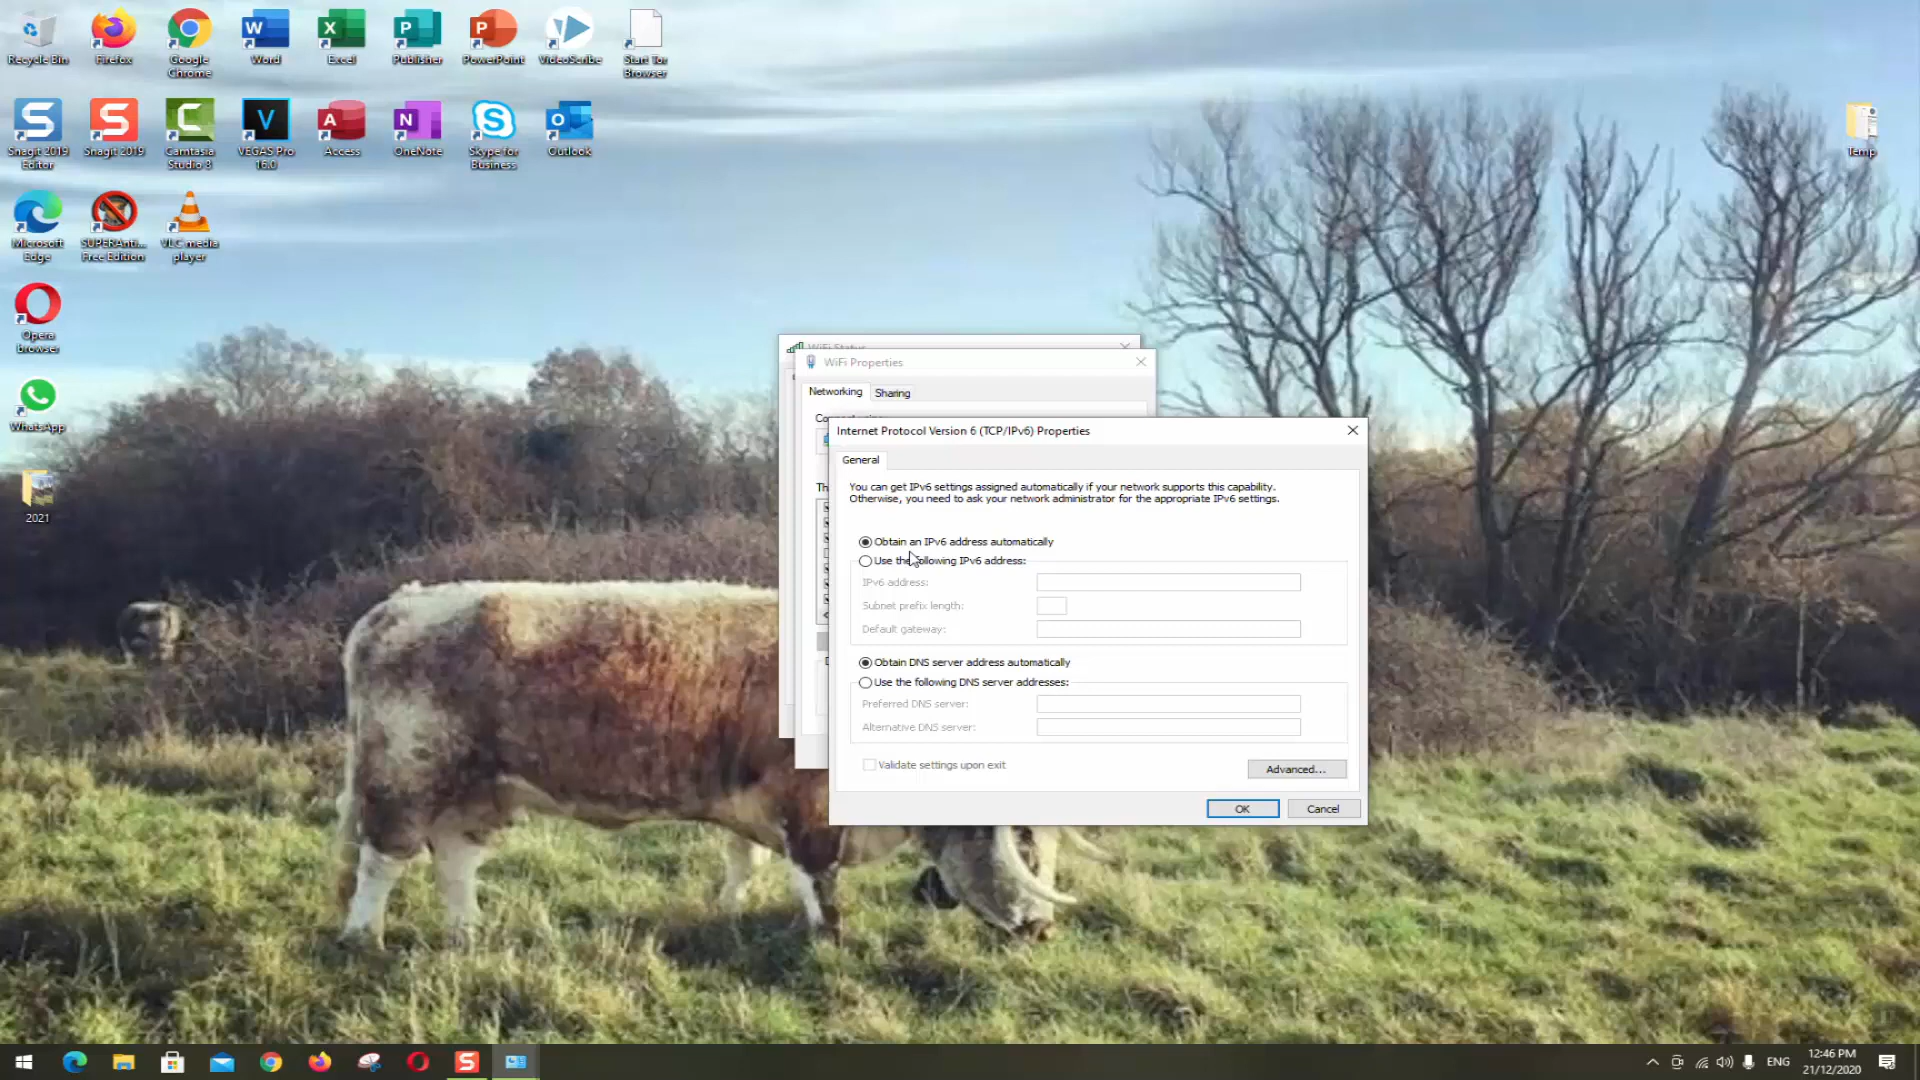 Recycle Bin
Firefox
Google Chrome
Word
Excel
Publisher
PowerPoint
VideoScribe
Start Tor Browser
Snagit 2019 Editor
Snagit 2019
Camtasia Studio 8
VEGAS Pro 16.0
Access
OneNote
Skype for Business
Outlook
Temp
Microsoft Edge
SUPERAnti... Free Edition
VLC media player
Opera browser
WhatsApp
2021
WiFi Status
WiFi Properties
Networking
Sharing
Internet Protocol Version 6 (TCP/IPv6) Properties
General
You can get IPv6 settings assigned automatically if your network supports this capability.
Otherwise, you need to ask your network administrator for the appropriate IPv6 settings.
Obtain an IPv6 address automatically
Use the following IPv6 address:
IPv6 address:
Subnet prefix length:
Default gateway:
Obtain DNS server address automatically
Use the following DNS server addresses:
Preferred DNS server:
Alternative DNS server:
Validate settings upon exit
Advanced...
OK
Cancel
ENG
12:46 PM
21/12/2020